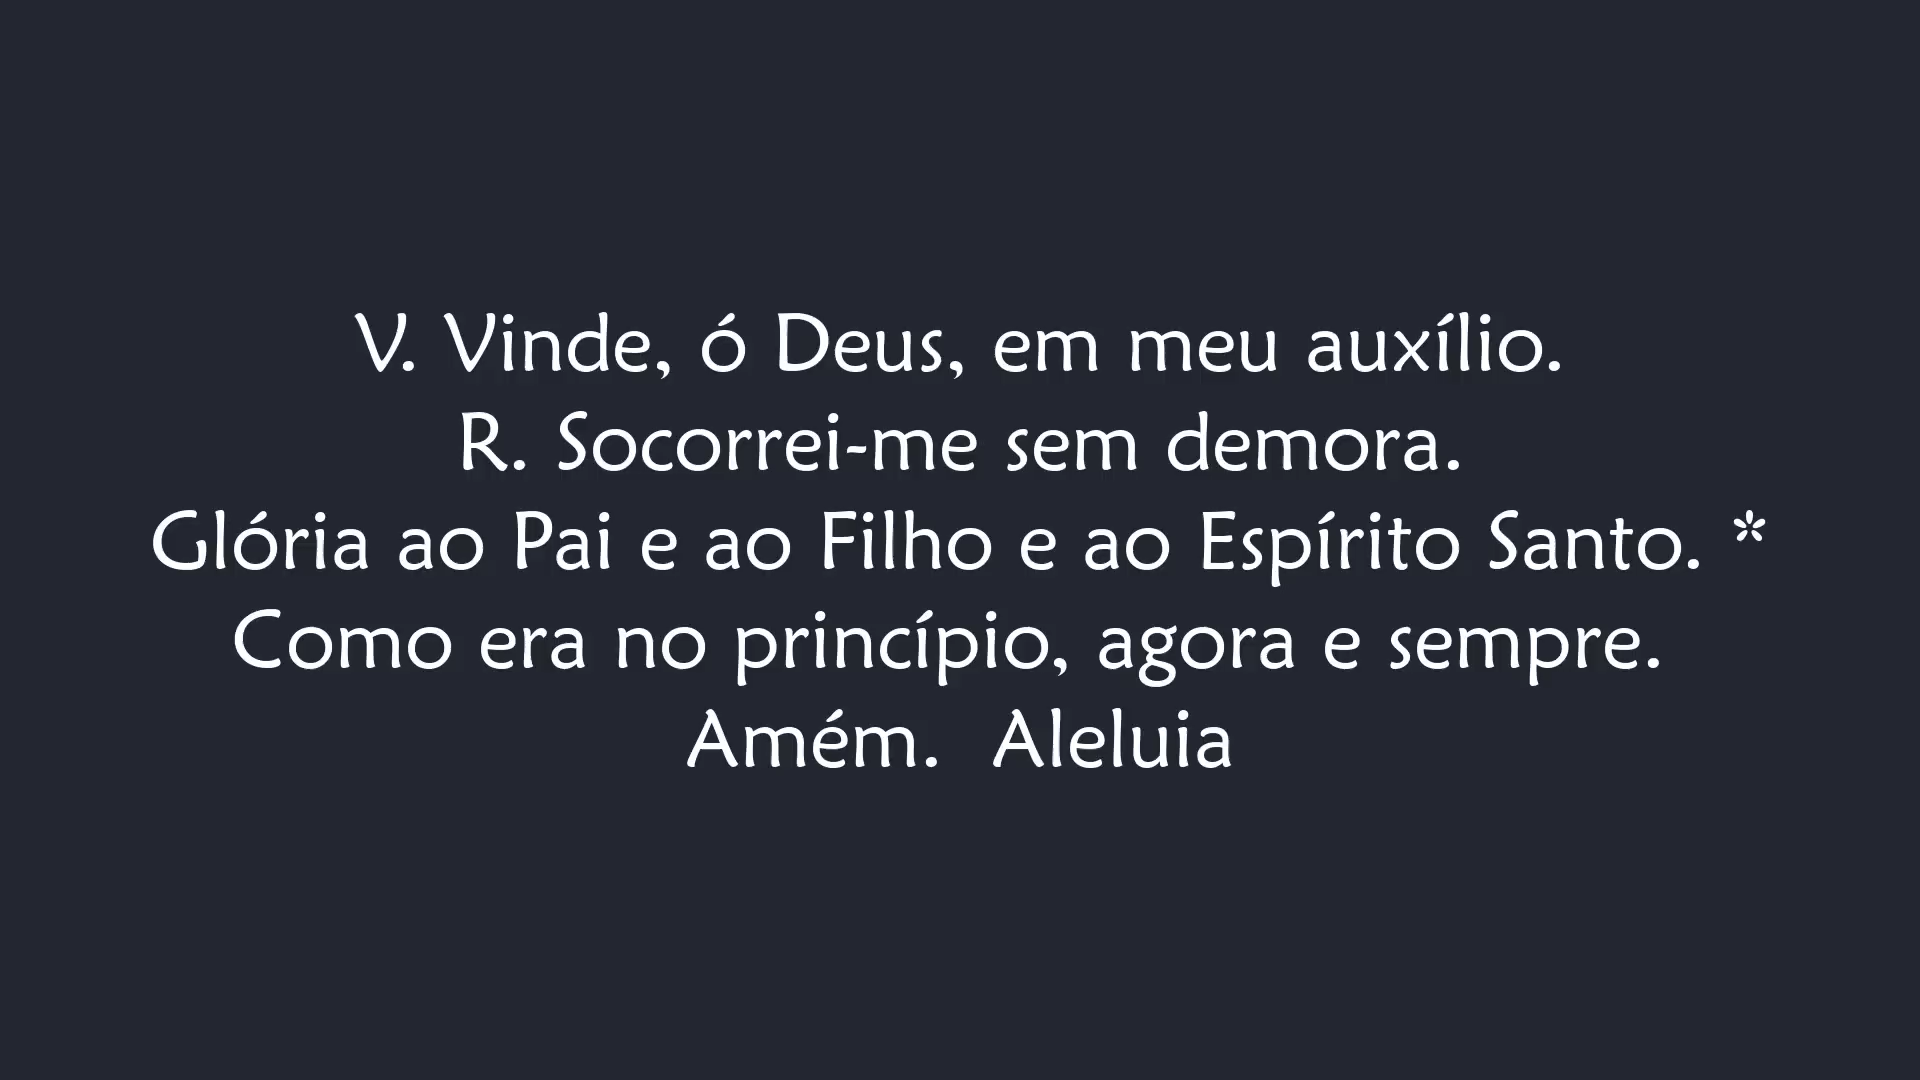 V. Vinde, ó Deus, em meu auxílio.
R. Socorrei-me sem demora.
Glória ao Pai e ao Filho e ao Espírito Santo. *
Como era no princípio, agora e sempre.
Amém.  Aleluia